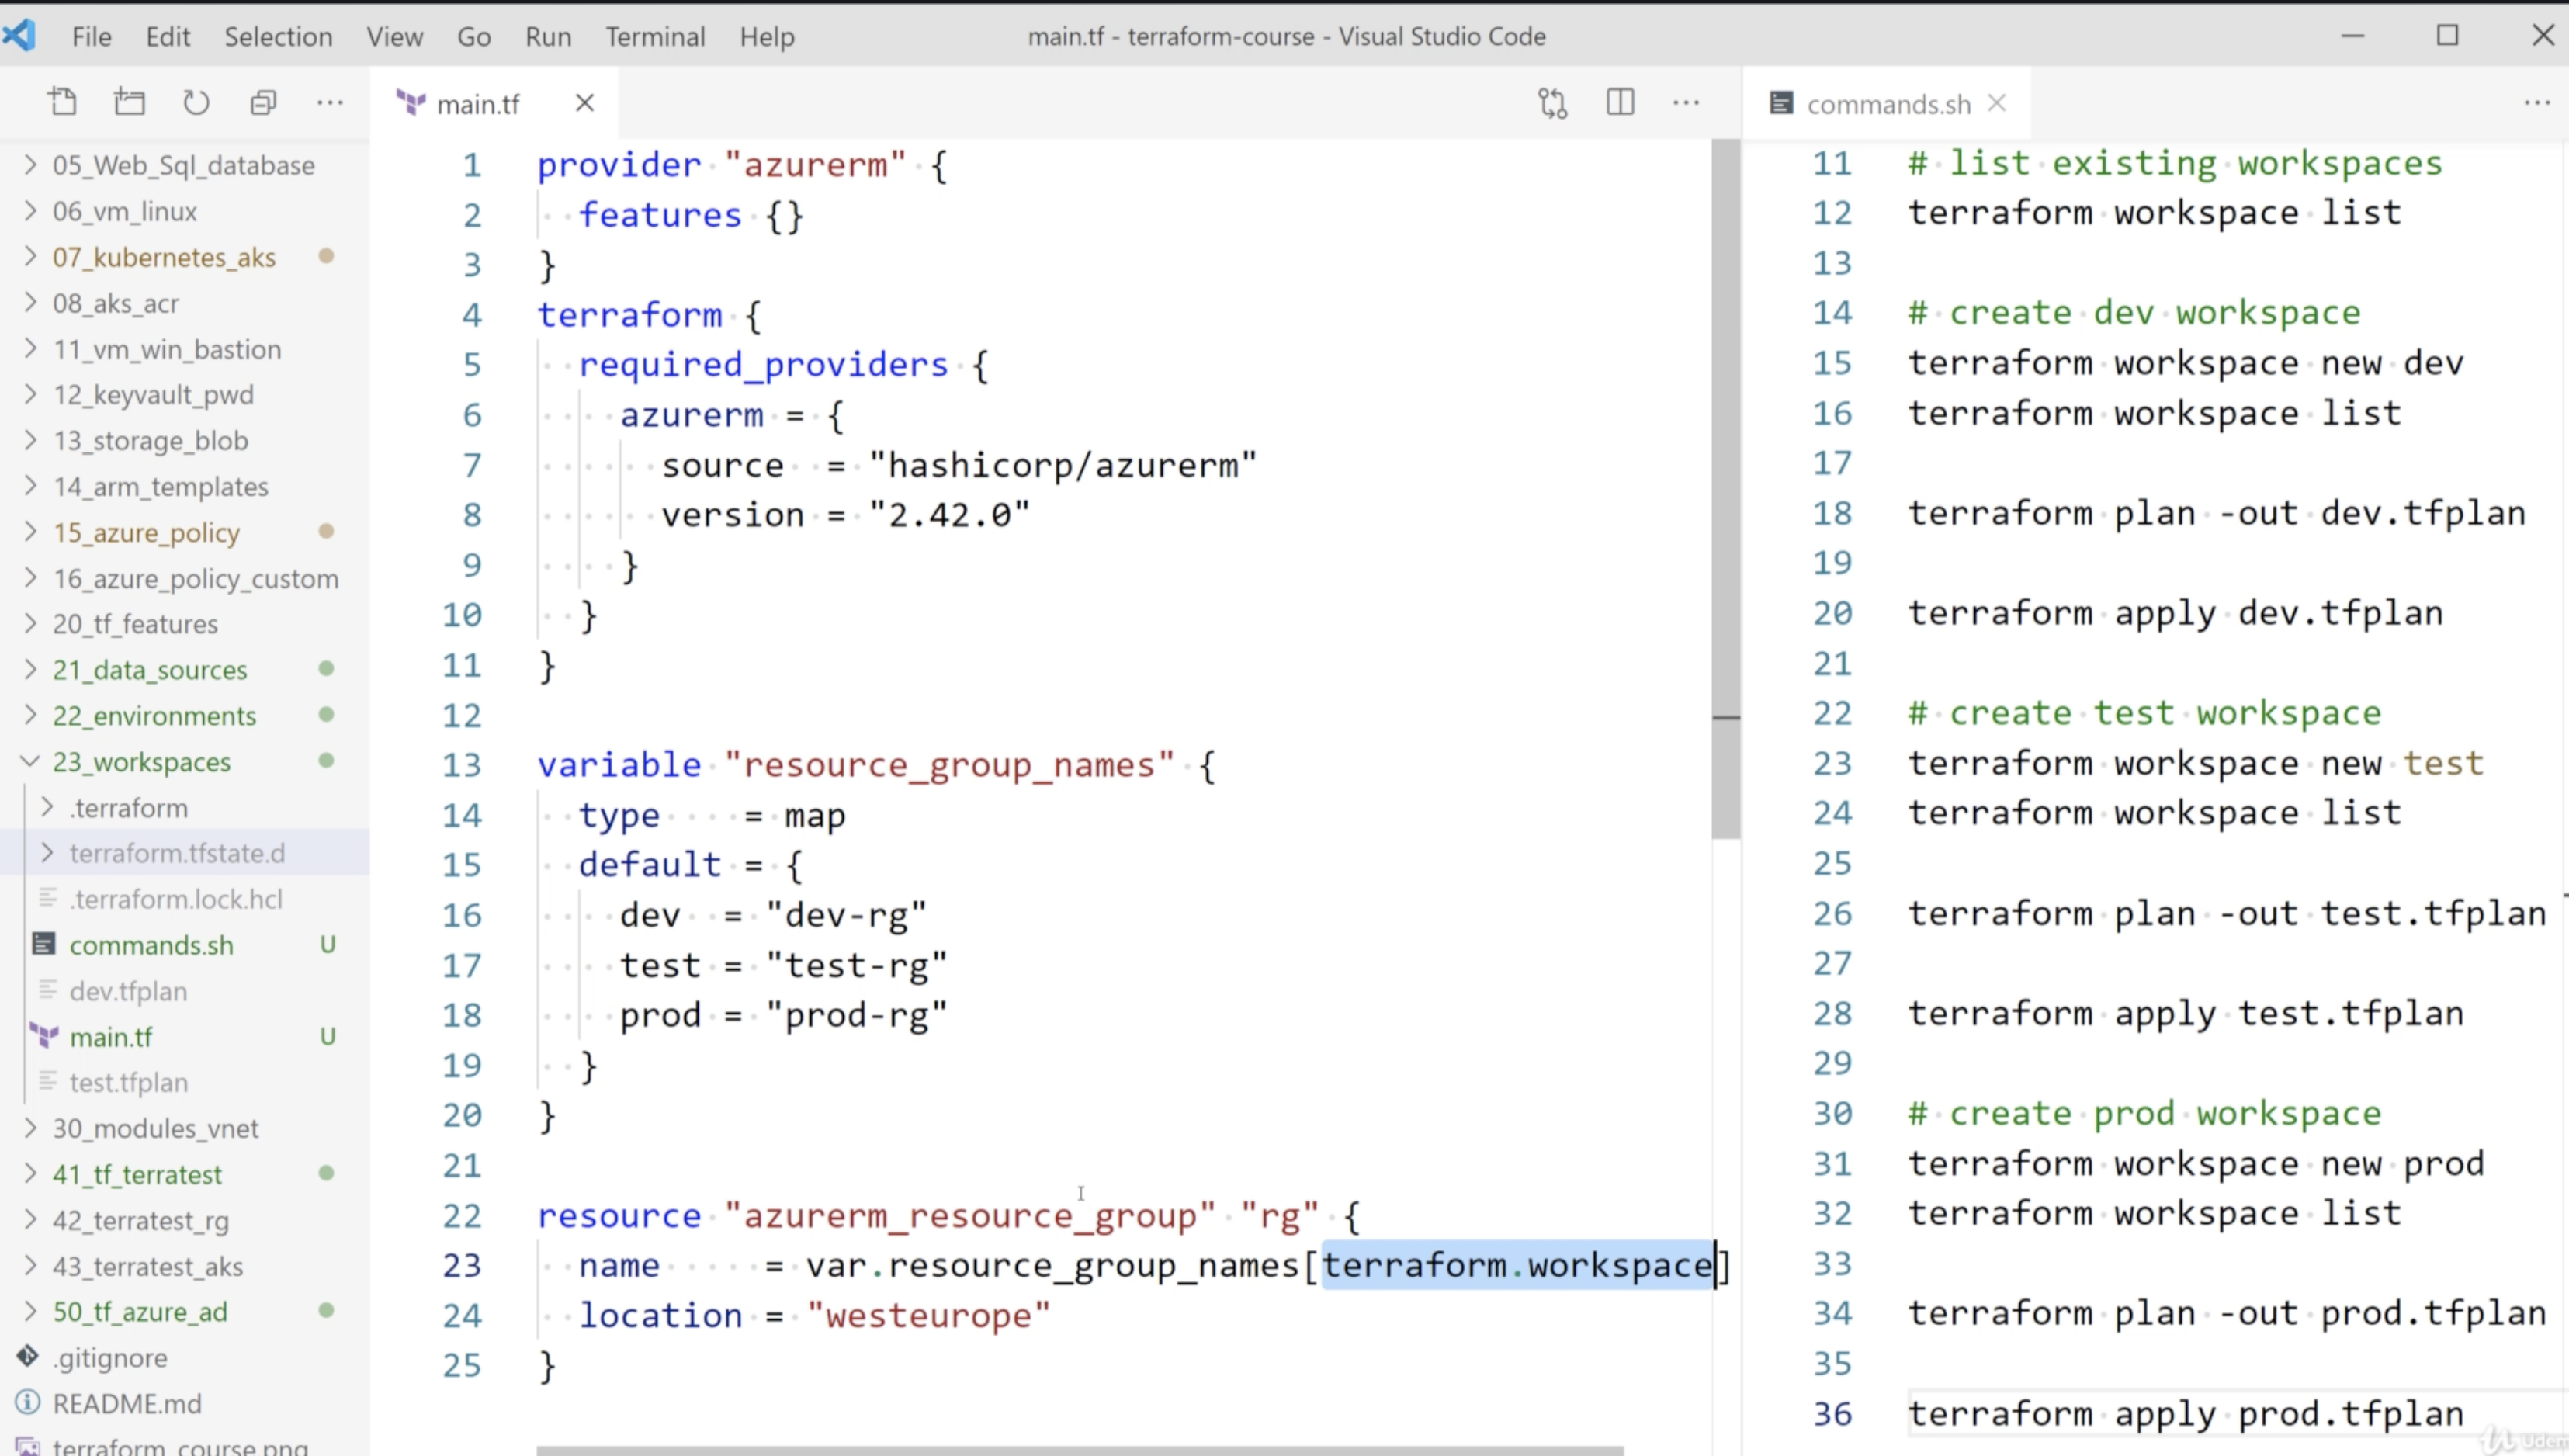 File Edit Selection View Go Run Terminal Help
main.tf - terraform-course - Visual Studio Code
05_Web_Sql_database
06_vm_linux
07_kubernetes_aks
08_aks_acr
11_vm_win_bastion
12_keyvault_pwd
13_storage_blob
14_arm_templates
15_azure_policy
16_azure_policy_custom
20_tf_features
21_data_sources
22_environments
23_workspaces
.terraform
terraform.tfstate.d
.terraform.lock.hcl
commands.sh U
dev.tfplan
main.tf U
test.tfplan
30_modules_vnet
41_tf_terratest
42_terratest_rg
43_terratest_aks
50_tf_azure_ad
.gitignore
README.md
terraform_course.png
main.tf
1 provider "azurerm" {
2   features {}
3 }
4 terraform {
5   required_providers {
6     azurerm = {
7       source  = "hashicorp/azurerm"
8       version = "2.42.0"
9     }
10   }
11 }
12
13 variable "resource_group_names" {
14   type    = map
15   default = {
16     dev  = "dev-rg"
17     test = "test-rg"
18     prod = "prod-rg"
19   }
20 }
21
22 resource "azurerm_resource_group" "rg" {
23   name     = var.resource_group_names[terraform.workspace]
24   location = "westeurope"
25 }
commands.sh
11 # list existing workspaces
12 terraform workspace list
13
14 # create dev workspace
15 terraform workspace new dev
16 terraform workspace list
17
18 terraform plan -out dev.tfplan
19
20 terraform apply dev.tfplan
21
22 # create test workspace
23 terraform workspace new test
24 terraform workspace list
25
26 terraform plan -out test.tfplan
27
28 terraform apply test.tfplan
29
30 # create prod workspace
31 terraform workspace new prod
32 terraform workspace list
33
34 terraform plan -out prod.tfplan
35
36 terraform apply prod.tfplan